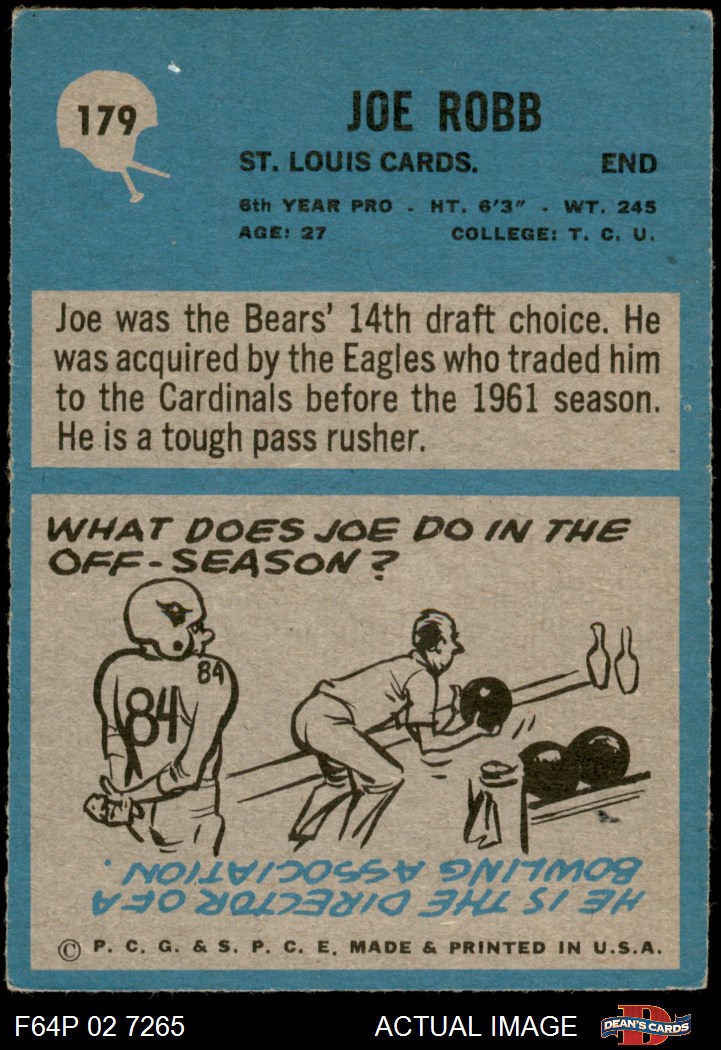 179
JOE ROBB
ST. LOUIS CARDS. END
6th YEAR PRO - HT. 6'3" - WT. 245
AGE: 27 COLLEGE: T. C. U.
Joe was the Bears' 14th draft choice. He
was acquired by the Eagles who traded him
to the Cardinals before the 1961 season.
He is a tough pass rusher.
WHAT DOES JOE DO IN THE
OFF-SEASON?
84
84
HE IS THE DIRECTOR OF A
BOWLING ASSOCIATION.
© P. C. G. & S. P. C. E. MADE & PRINTED IN U.S.A.
F64P 02 7265 ACTUAL IMAGE
D
DEAN'S CARDS